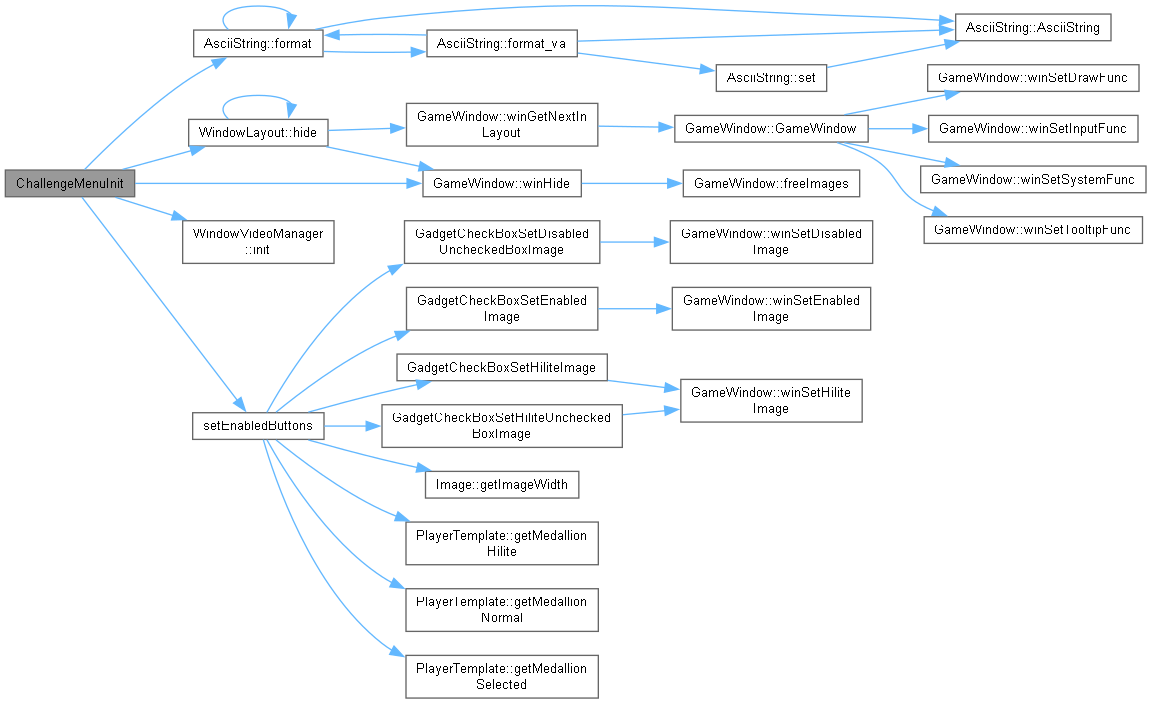 ChallengeMenuInit
AsciiString::format
AsciiString::format_va
AsciiString::AsciiString
AsciiString::set
WindowLayout::hide
GameWindow::winGetNextIn
Layout
GameWindow::GameWindow
GameWindow::winSetDrawFunc
GameWindow::winSetInputFunc
GameWindow::winSetSystemFunc
GameWindow::winSetTooltipFunc
GameWindow::winHide
GameWindow::freeImages
WindowVideoManager
::init
setEnabledButtons
GadgetCheckBoxSetDisabled
UncheckedBoxImage
GameWindow::winSetDisabled
Image
GadgetCheckBoxSetEnabled
Image
GameWindow::winSetEnabled
Image
GadgetCheckBoxSetHiliteImage
GadgetCheckBoxSetHiliteUnchecked
BoxImage
GameWindow::winSetHilite
Image
Image::getImageWidth
PlayerTemplate::getMedallion
Hilite
PlayerTemplate::getMedallion
Normal
PlayerTemplate::getMedallion
Selected